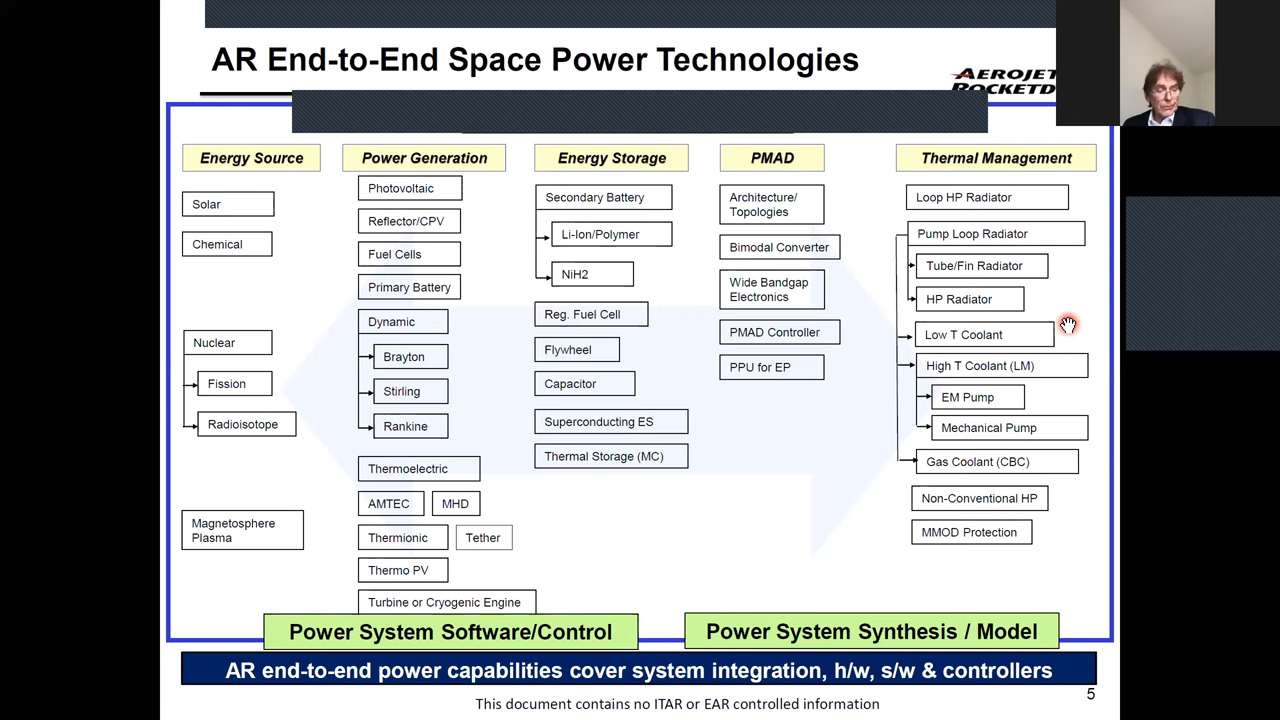 AR End-to-End Space Power Technologies
AEROJET
ROCKETD
Energy Source
Solar
Chemical
Nuclear
Fission
Radioisotope
Magnetosphere
Plasma
Power Generation
Photovoltaic
Reflector/CPV
Fuel Cells
Primary Battery
Dynamic
Brayton
Stirling
Rankine
Thermoelectric
AMTEC
MHD
Thermionic
Tether
Thermo PV
Turbine or Cryogenic Engine
Energy Storage
Secondary Battery
Li-Ion/Polymer
NiH2
Reg. Fuel Cell
Flywheel
Capacitor
Superconducting ES
Thermal Storage (MC)
PMAD
Architecture/
Topologies
Bimodal Converter
Wide Bandgap
Electronics
PMAD Controller
PPU for EP
Thermal Management
Loop HP Radiator
Pump Loop Radiator
Tube/Fin Radiator
HP Radiator
Low T Coolant
High T Coolant (LM)
EM Pump
Mechanical Pump
Gas Coolant (CBC)
Non-Conventional HP
MMOD Protection
Power System Software/Control
Power System Synthesis / Model
AR end-to-end power capabilities cover system integration, h/w, s/w & controllers
5
This document contains no ITAR or EAR controlled information